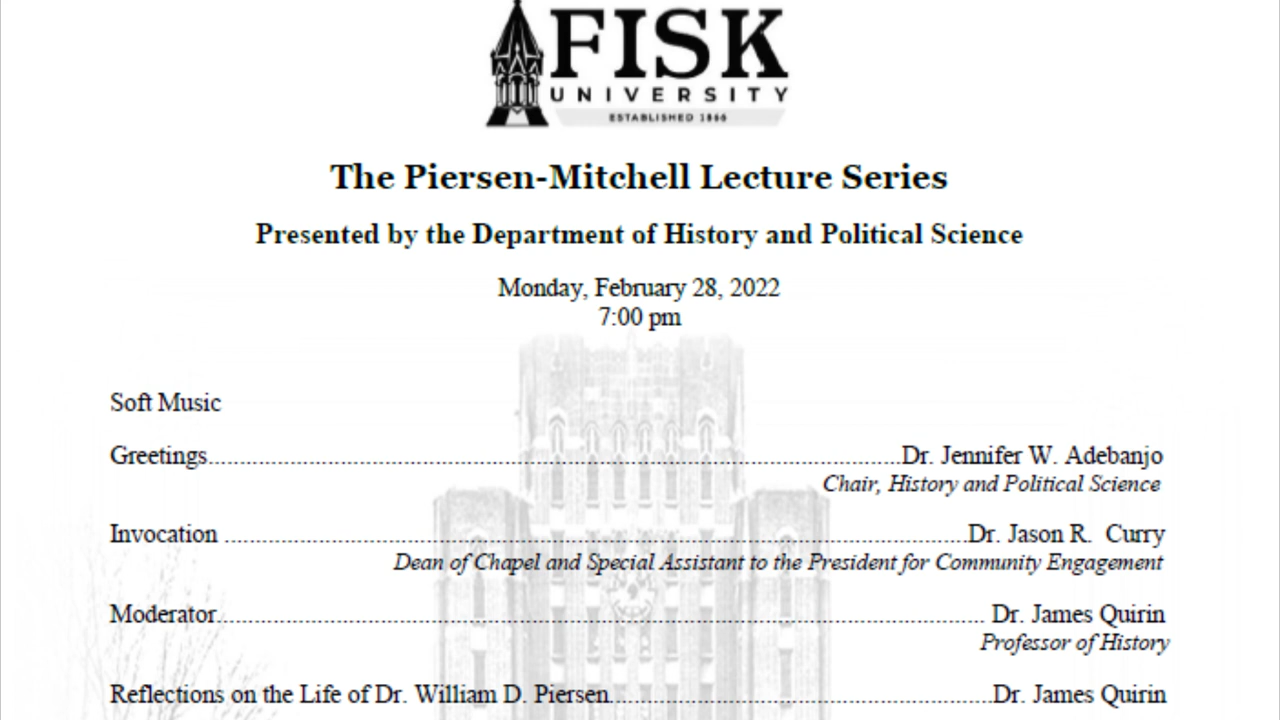 FISK
UNIVERSITY
ESTABLISHED 1866
The Piersen-Mitchell Lecture Series
Presented by the Department of History and Political Science
Monday, February 28, 2022
7:00 pm
Soft Music
Greetings..........Dr. Jennifer W. Adebanjo
Chair, History and Political Science
Invocation ..........Dr. Jason R. Curry
Dean of Chapel and Special Assistant to the President for Community Engagement
Moderator.......... Dr. James Quirin
Professor of History
Reflections on the Life of Dr. William D. Piersen..........Dr. James Quirin